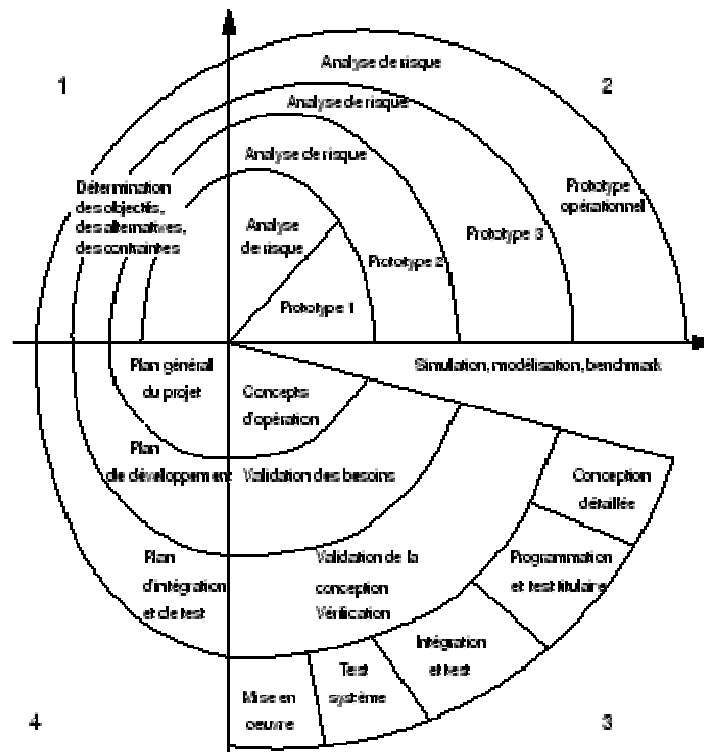 1
2
Analyse de risque
Analyse de risque
Analyse de risque
Détermination
des objectés,
des alternatives,
des contraintes
Analyse
de risque
Prototype 1
Prototype 2
Prototype 3
Prototype
opérationnel
Simulation, modélisation, benchmark
Plan général
du projet
Concepts
d'opération
Plan
de développement
Validation des besoins
Conception
détaillée
Plan
d'intégration
et de test
Validation de la
conception
Vérification
Programmation
et test titulaire
Intégration
et test
Test
système
Mise en
oeuvre
4
3